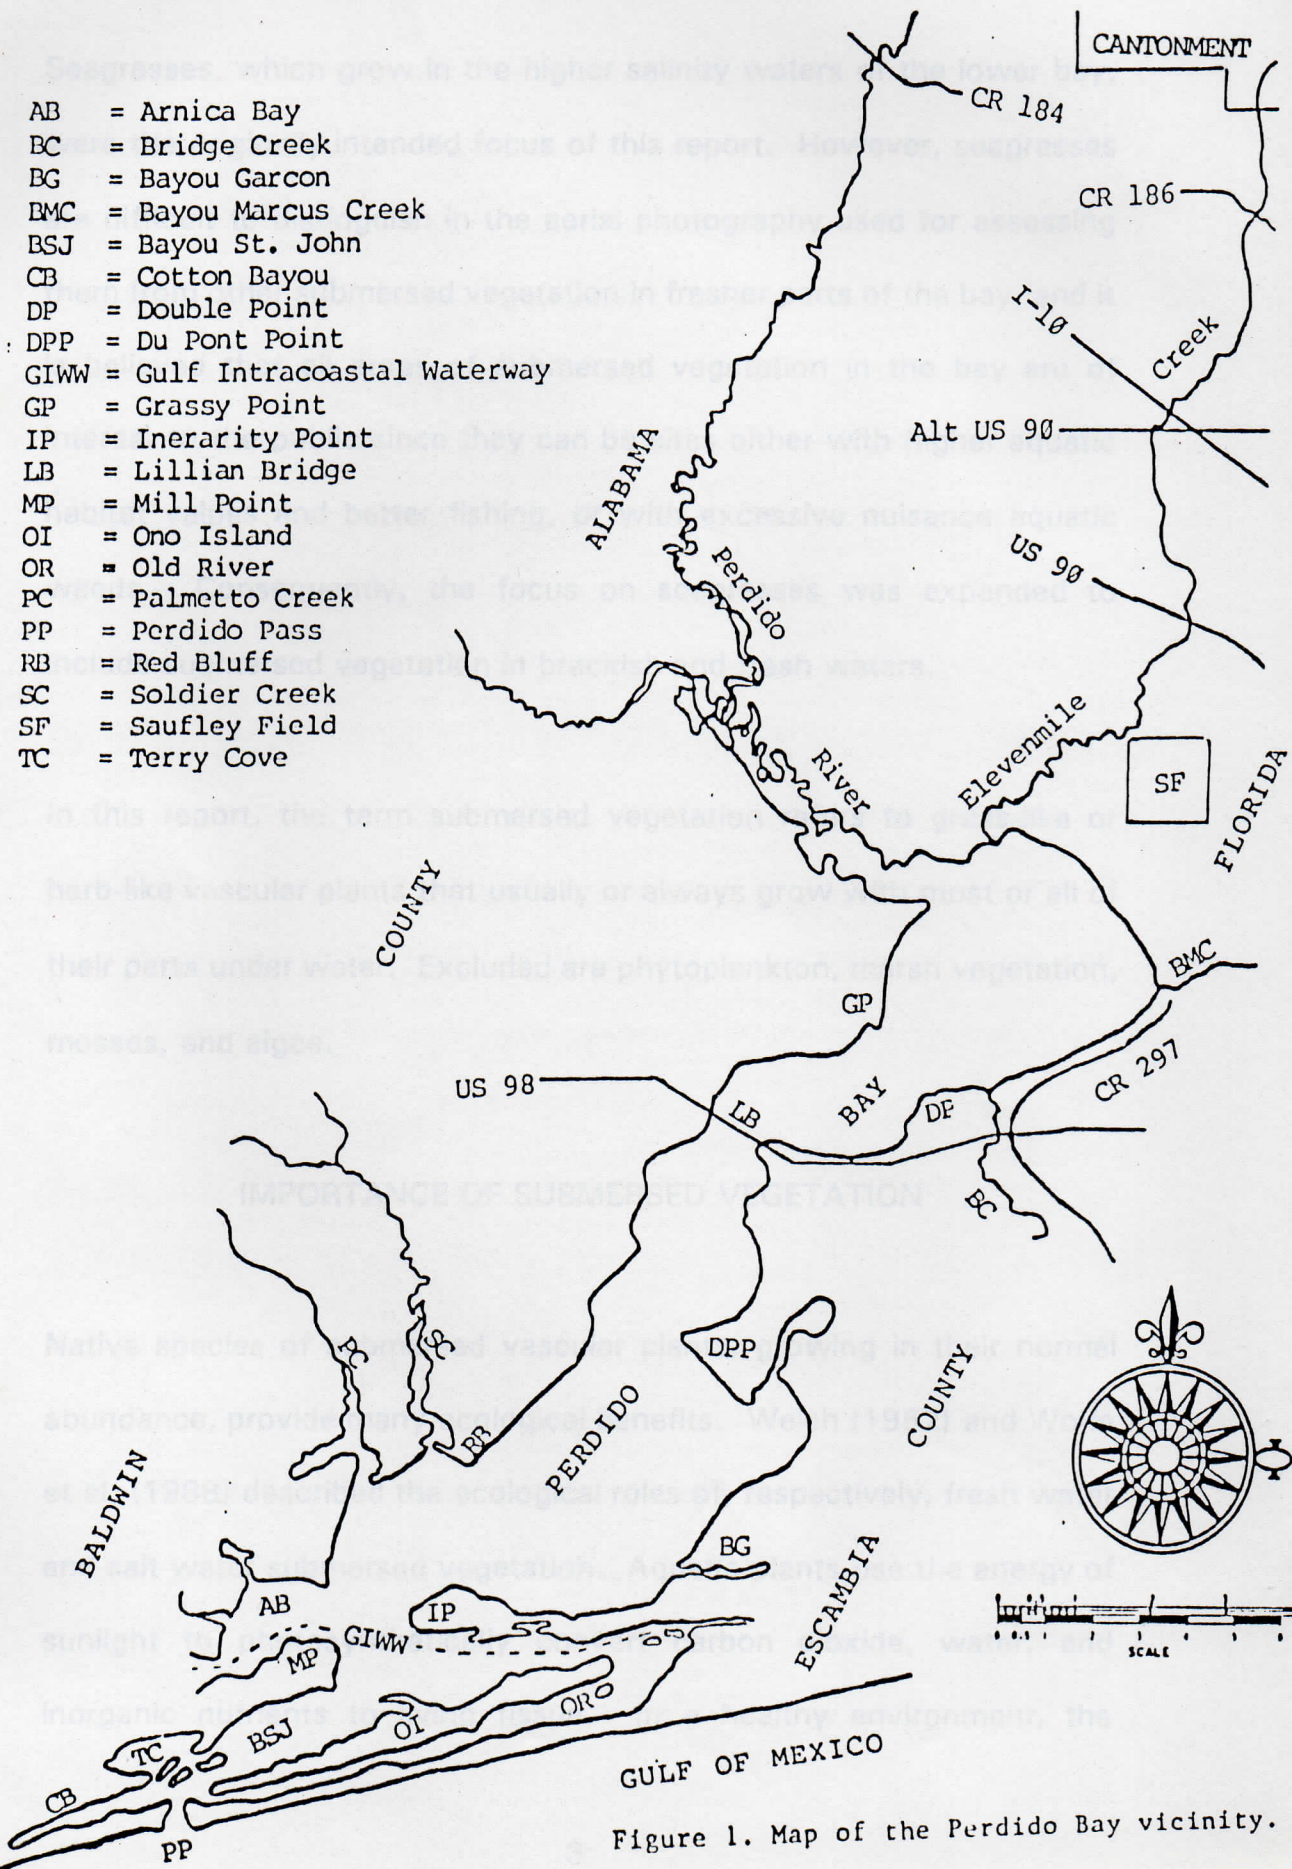 CANTONMENT
CR 184
CR 186
I-10
Creek
Alt US 90
US 90
AB = Arnica Bay
BC = Bridge Creek
BG = Bayou Garcon
BMC = Bayou Marcus Creek
BSJ = Bayou St. John
CB = Cotton Bayou
DP = Double Point
DPP = Du Pont Point
GIWW = Gulf Intracoastal Waterway
GP = Grassy Point
IP = Inerarity Point
LB = Lillian Bridge
MP = Mill Point
OI = Ono Island
OR = Old River
PC = Palmetto Creek
PP = Perdido Pass
RB = Red Bluff
SC = Soldier Creek
SF = Saufley Field
TC = Terry Cove
ALABAMA
Perdido
River
Elevenmile
SF
FLORIDA
COUNTY
GP
BMC
US 98
LB
BAY
DP
CR 297
BC
PC
SC
RB
DPP
PERDIDO
COUNTY
BALDWIN
BG
ESCAMBIA
AB
IP
GIWW
MP
OR
OI
BSJ
TC
CB
PP
GULF OF MEXICO
SCALE
Figure 1. Map of the Perdido Bay vicinity.